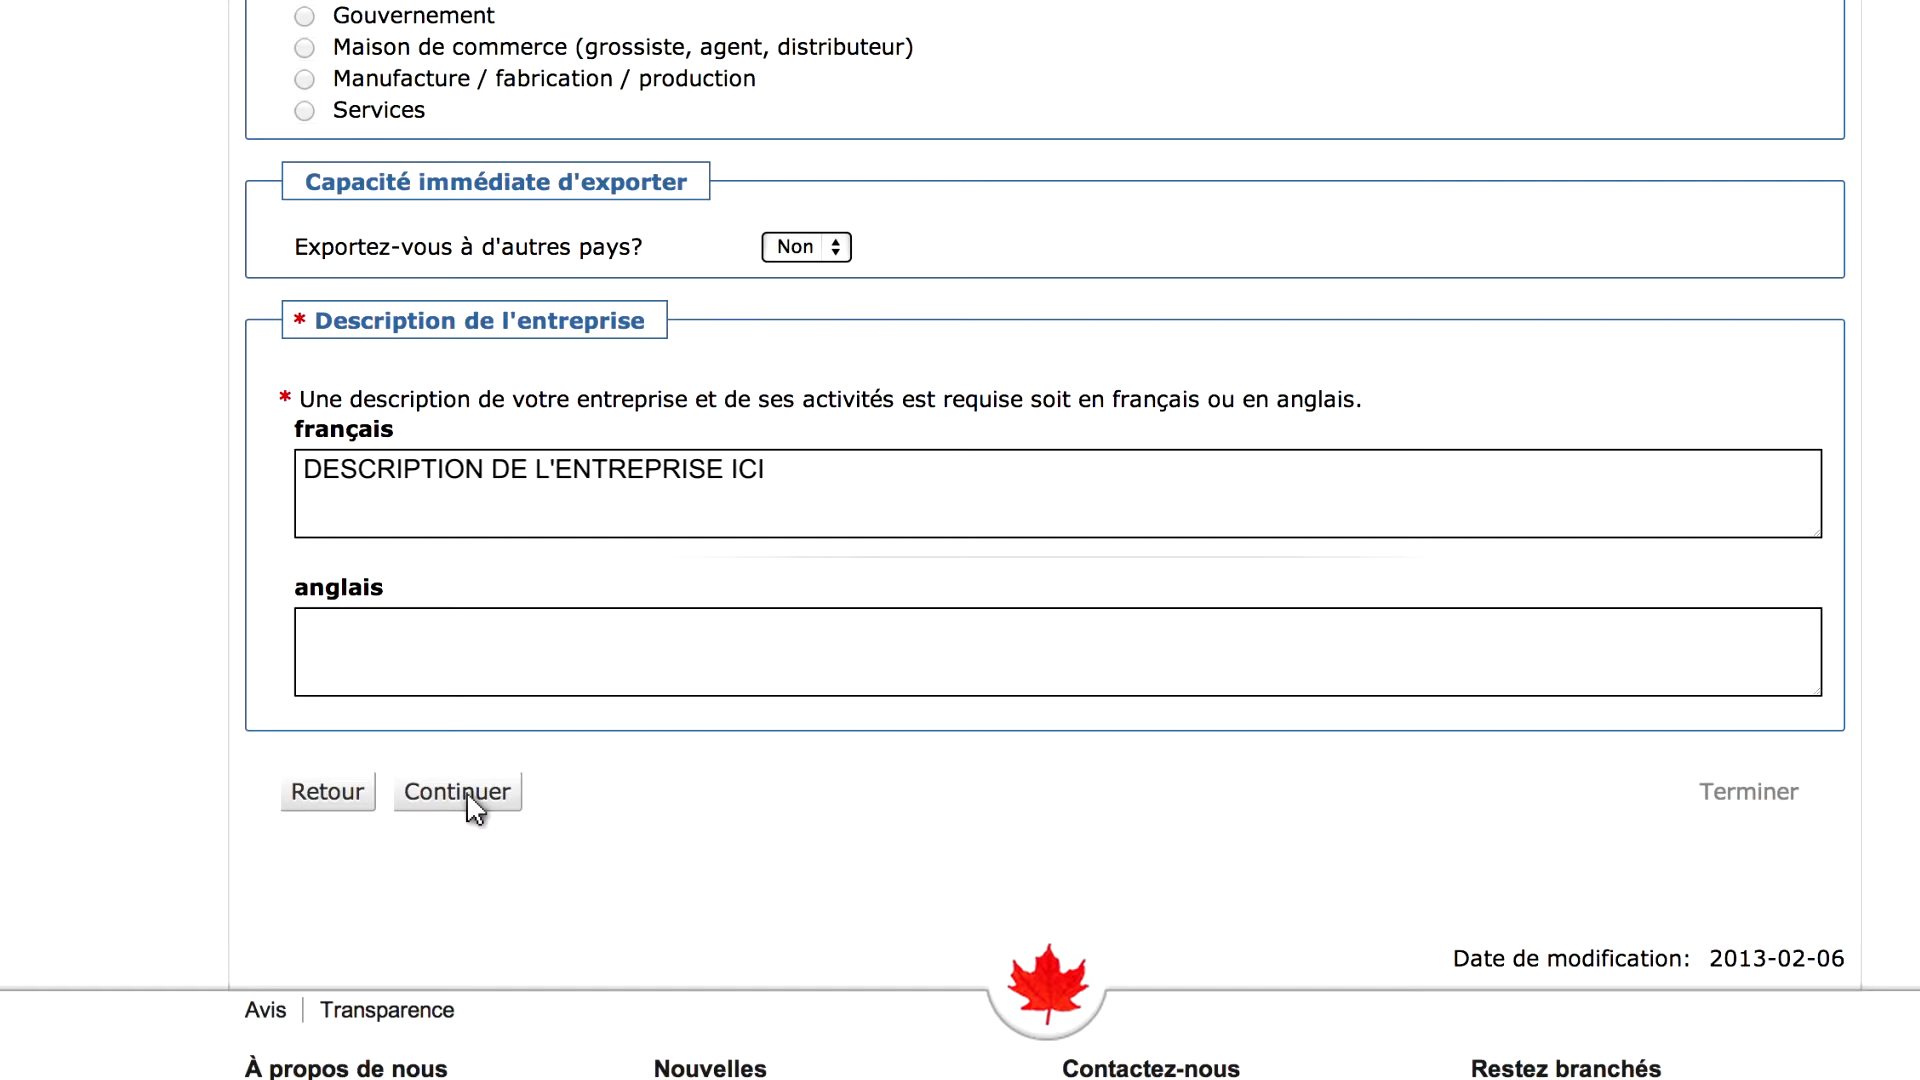 Gouvernement
Maison de commerce (grossiste, agent, distributeur)
Manufacture / fabrication / production
Services
Capacité immédiate d'exporter
Exportez-vous à d'autres pays? Non
* Description de l'entreprise
* Une description de votre entreprise et de ses activités est requise soit en français ou en anglais.
français
DESCRIPTION DE L'ENTREPRISE ICI
anglais
Retour Continuer Terminer
Date de modification: 2013-02-06
Avis Transparence
À propos de nous Nouvelles Contactez-nous Restez branchés